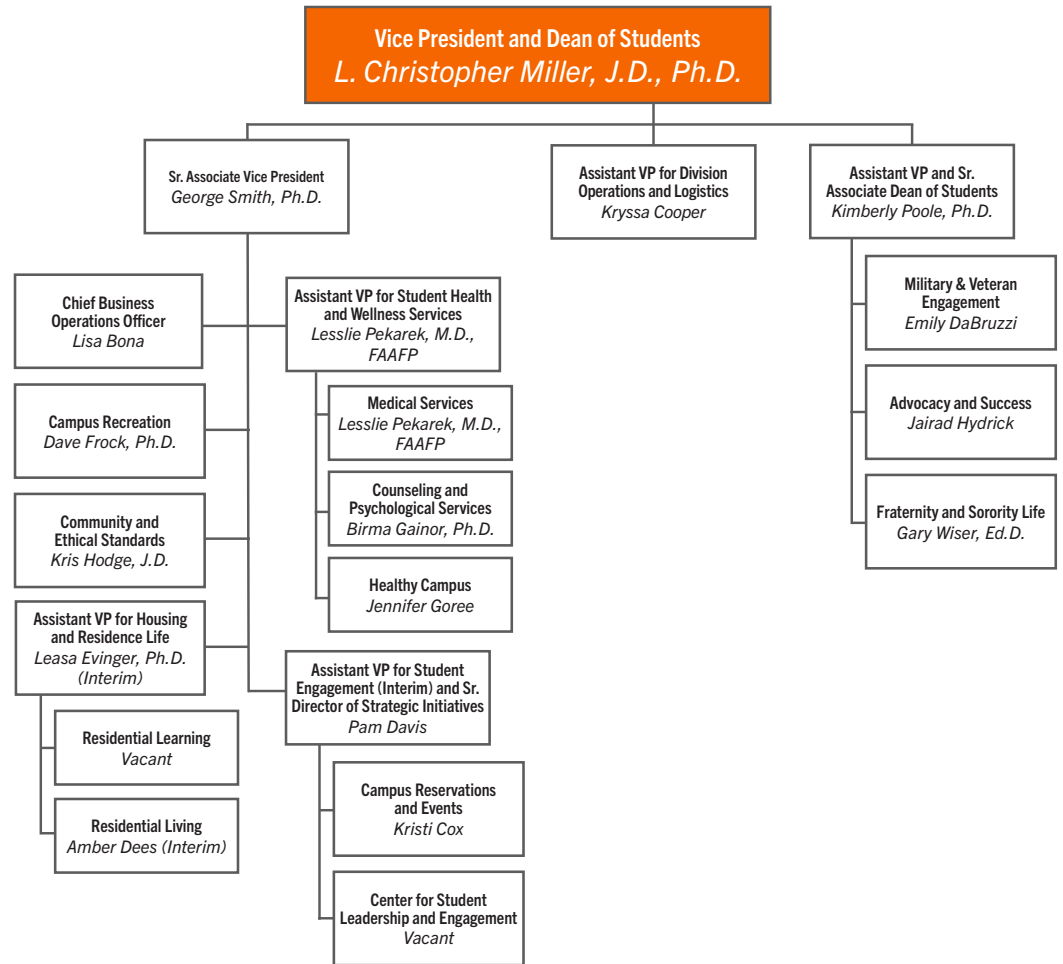 Vice President and Dean of Students
L. Christopher Miller, J.D., Ph.D.
Sr. Associate Vice President
George Smith, Ph.D.
Assistant VP for Division
Operations and Logistics
Kryssa Cooper
Assistant VP and Sr.
Associate Dean of Students
Kimberly Poole, Ph.D.
Chief Business
Operations Officer
Lisa Bona
Campus Recreation
Dave Frock, Ph.D.
Community and
Ethical Standards
Kris Hodge, J.D.
Assistant VP for Housing
and Residence Life
Leasa Evinger, Ph.D.
(Interim)
Residential Learning
Vacant
Residential Living
Amber Dees (Interim)
Assistant VP for Student Health
and Wellness Services
Lesslie Pekarek, M.D.,
FAAFP
Medical Services
Lesslie Pekarek, M.D.,
FAAFP
Counseling and
Psychological Services
Birma Gainor, Ph.D.
Healthy Campus
Jennifer Goree
Assistant VP for Student
Engagement (Interim) and Sr.
Director of Strategic Initiatives
Pam Davis
Campus Reservations
and Events
Kristi Cox
Center for Student
Leadership and Engagement
Vacant
Military & Veteran
Engagement
Emily DaBruzzi
Advocacy and Success
Jairad Hydrick
Fraternity and Sorority Life
Gary Wiser, Ed.D.